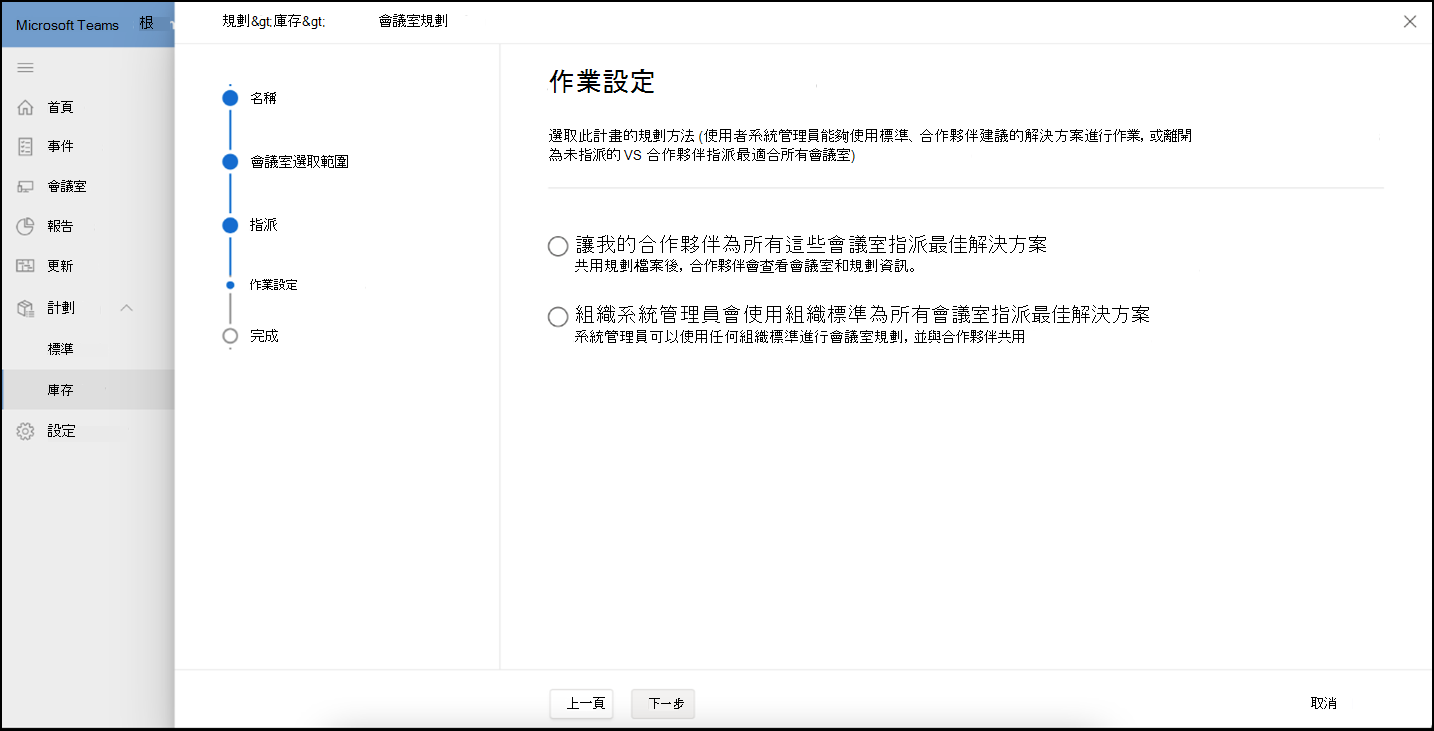 Microsoft Teams 根
規劃&gt;庫存&gt; 會議室規劃
首頁
事件
會議室
報告
更新
計劃
標準
庫存
設定
名稱
會議室選取範圍
指派
作業設定
完成
作業設定
選取此計畫的規劃方法 (使用者系統管理員能夠使用標準、合作夥伴建議的解決方案進行作業, 或離開
為未指派的 VS 合作夥伴指派最適合所有會議室)
讓我的合作夥伴為所有這些會議室指派最佳解決方案
共用規劃檔案後, 合作夥伴會查看會議室和規劃資訊。
組織系統管理員會使用組織標準為所有會議室指派最佳解決方案
系統管理員可以使用任何組織標準進行會議室規劃, 並與合作夥伴共用
上一頁
下一步
取消